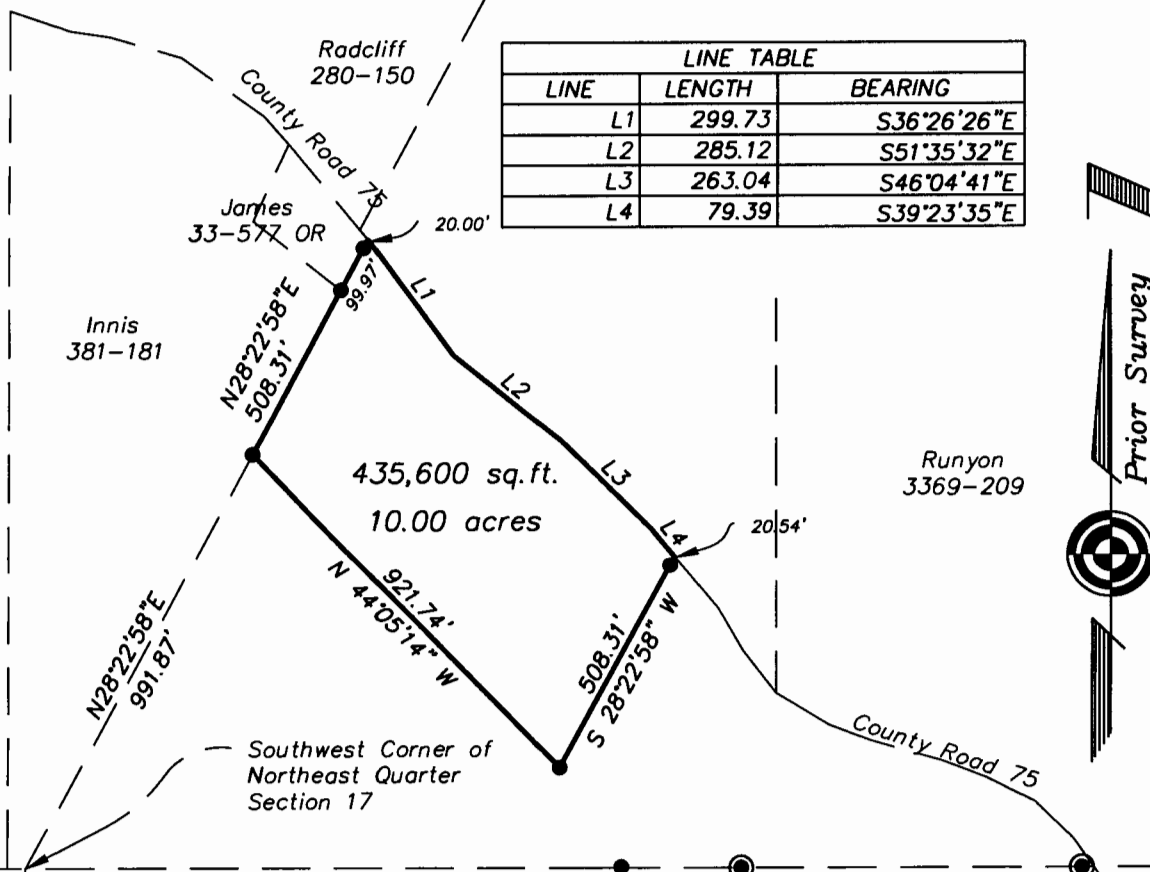 Radcliff
280-150
LINE TABLE
LINE LENGTH BEARING
L1 299.73 S36°26'26"E
L2 285.12 S51°35'32"E
L3 263.04 S46°04'41"E
L4 79.39 S39°23'35"E
County Road 75
James
33-577 OR
20.00'
99.97'
L1
Innis
381-181
N28°22'58"E
508.31'
L2
Prior Survey
435,600 sq.ft.
10.00 acres
L3
Runyon
3369-209
L4
20.54'
921.74'
N 44°05'14" W
508.31'
S 28°22'58" W
N28°22'58"E
991.87'
Southwest Corner of
Northeast Quarter
Section 17
County Road 75